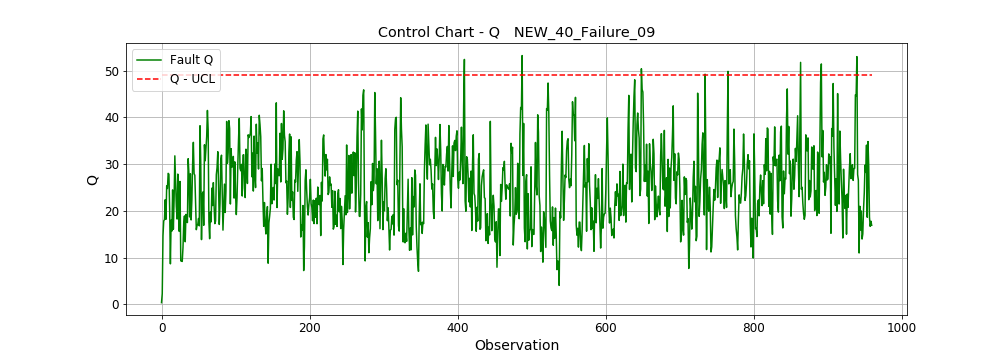 Control Chart - Q   NEW_40_Failure_09
Fault Q
Q - UCL
50
40
30
20
10
0
Q
0 200 400 600 800 1000
Observation